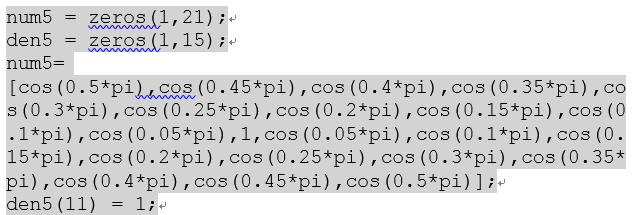 num5 = zeros(1,21);
den5 = zeros(1,15);
num5=
[cos(0.5*pi),cos(0.45*pi),cos(0.4*pi),cos(0.35*pi),co
s(0.3*pi),cos(0.25*pi),cos(0.2*pi),cos(0.15*pi),cos(0
.1*pi),cos(0.05*pi),1,cos(0.05*pi),cos(0.1*pi),cos(0.
15*pi),cos(0.2*pi),cos(0.25*pi),cos(0.3*pi),cos(0.35*
pi),cos(0.4*pi),cos(0.45*pi),cos(0.5*pi)];
den5(11) = 1;